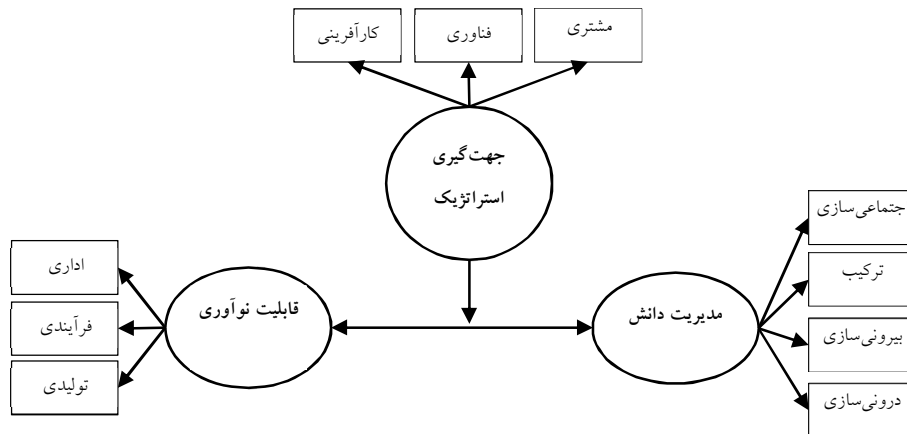 مشتری
فناوری
کارآفرینی
جهت‌گیری
استراتژیک
جتماعی‌سازی
ترکیب
بیرونی‌سازی
درونی‌سازی
مدیریت دانش
قابلیت نوآوری
اداری
فرآیندی
تولیدی